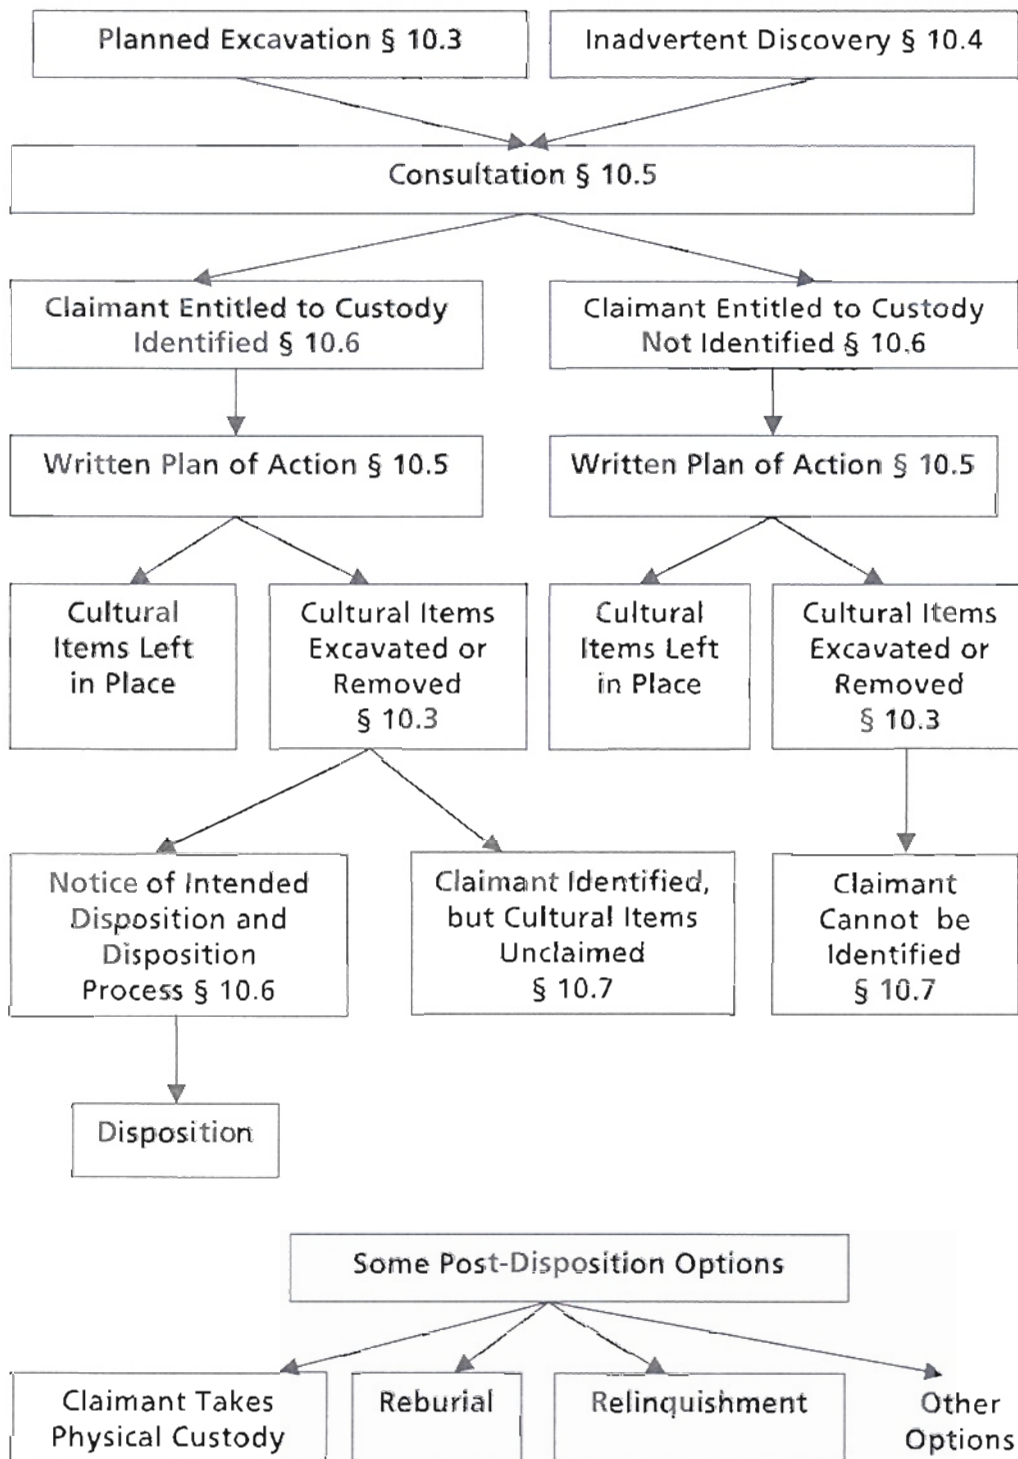 Planned Excavation § 10.3
Inadvertent Discovery § 10.4
Consultation § 10.5
Claimant Entitled to Custody
Identified § 10.6
Claimant Entitled to Custody
Not Identified § 10.6
Written Plan of Action § 10.5
Written Plan of Action § 10.5
Cultural
Items Left
in Place
Cultural Items
Excavated or
Removed
§ 10.3
Cultural
Items Left
in Place
Cultural Items
Excavated or
Removed
§ 10.3
Notice of Intended
Disposition and
Disposition
Process § 10.6
Claimant Identified,
but Cultural Items
Unclaimed
§ 10.7
Claimant
Cannot be
Identified
§ 10.7
Disposition
Some Post-Disposition Options
Claimant Takes
Physical Custody
Reburial
Relinquishment
Other
Options